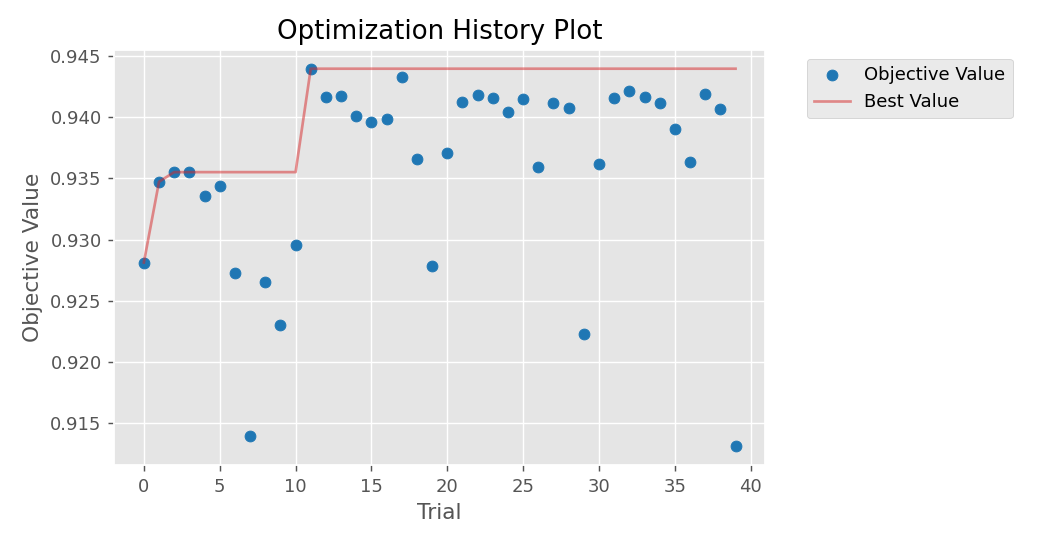 Optimization History Plot
Objective Value
0.945
0.940
0.935
0.930
0.925
0.920
0.915
0 5 10 15 20 25 30 35 40
Trial
Objective Value
Best Value